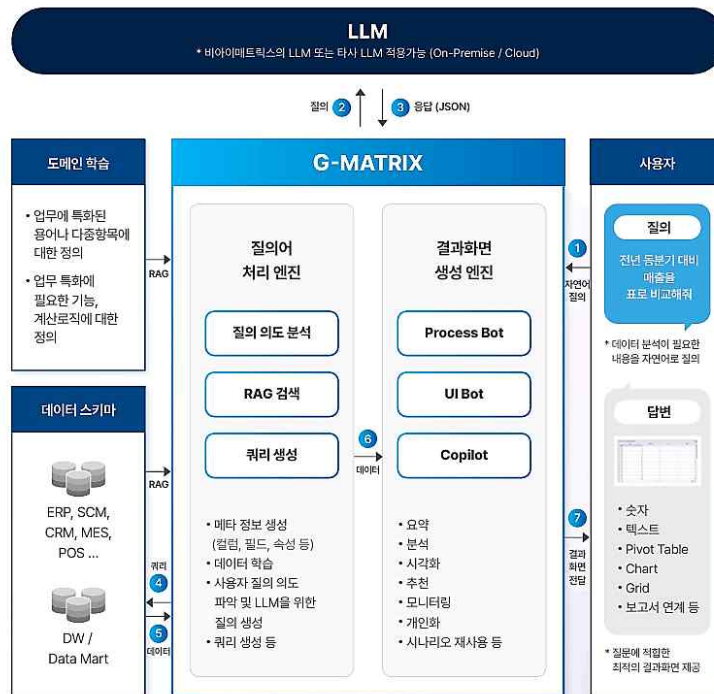 LLM
* 비아이매트릭스의 LLM 또는 타사 LLM 적용가능 (On-Premise / Cloud)
질의 2
3 응답 (JSON)
도메인 학습
• 업무에 특화된
용어나 다중항목에
대한 정의
• 업무 특화에
필요한 기능,
계산로직에 대한
정의
RAG
데이터 스키마
ERP, SCM,
CRM, MES,
POS ...
RAG
DW /
Data Mart
쿼리
4
5
데이터
G-MATRIX
질의어
처리 엔진
질의 의도 분석
RAG 검색
쿼리 생성
• 메타 정보 생성
(컬럼, 필드, 속성 등)
• 데이터 학습
• 사용자 질의 의도
파악 및 LLM을 위한
질의 생성
• 쿼리 생성 등
6
데이터
결과화면
생성 엔진
Process Bot
UI Bot
Copilot
• 요약
• 분석
• 시각화
• 추천
• 모니터링
• 개인화
• 시나리오 재사용 등
1
자연어
질의
7
결과
화면
전달
사용자
질의
전년 동분기 대비
매출을
표로 비교해줘
* 데이터 분석이 필요한
내용을 자연어로 질의
답변
• 숫자
• 텍스트
• Pivot Table
• Chart
• Grid
• 보고서 연계 등
* 질문에 적합한
최적의 결과화면 제공